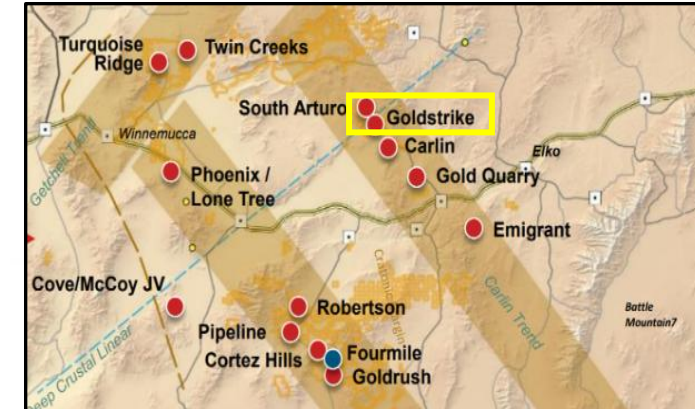 Turquoise
Ridge
Twin Creeks
South Arturo
Goldstrike
Winnemucca
Carlin
Elko
Getchell Trend
Phoenix /
Lone Tree
Gold Quarry
Emigrant
Cove/McCoy JV
Robertson
Carlin Trend
Battle
Mountain7
Pipeline
Cortez Hills
Fourmile
Goldrush
Deep Crustal Linear